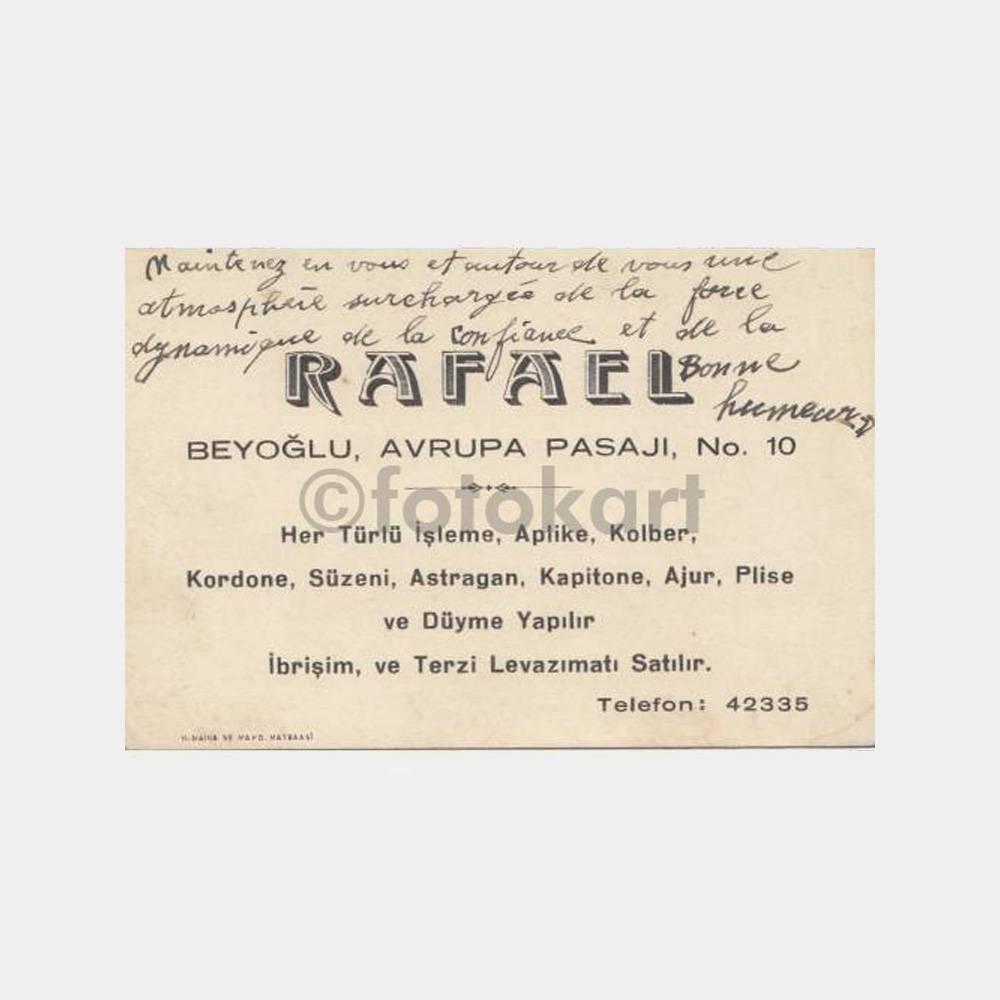 Maintenez en vous et autour de vous une
atmosphère surchargée de la force
dynamique de la confiance et de la
Bonne
humeur
RAFAEL
BEYOĞLU, AVRUPA PASAJI, No. 10
©fotokart
Her Türlü İşleme, Aplike, Kolber,
Kordone, Süzeni, Astragan, Kapitone, Ajur, Plise
ve Düyme Yapılır
İbrişim, ve Terzi Levazımatı Satılır.
Telefon: 42335